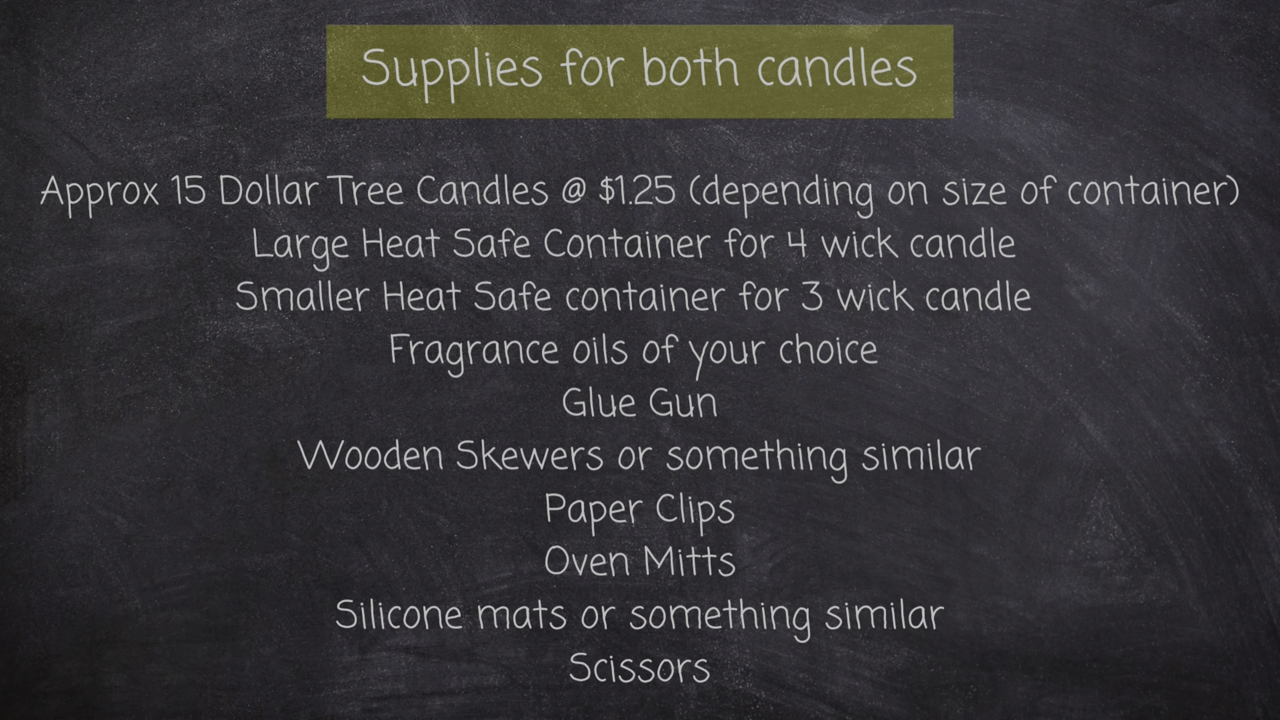 Supplies for both candles
Approx 15 Dollar Tree Candles @ $1.25 (depending on size of container)
Large Heat Safe Container for 4 wick candle
Smaller Heat Safe container for 3 wick candle
Fragrance oils of your choice
Glue Gun
Wooden Skewers or something similar
Paper Clips
Oven Mitts
Silicone mats or something similar
Scissors